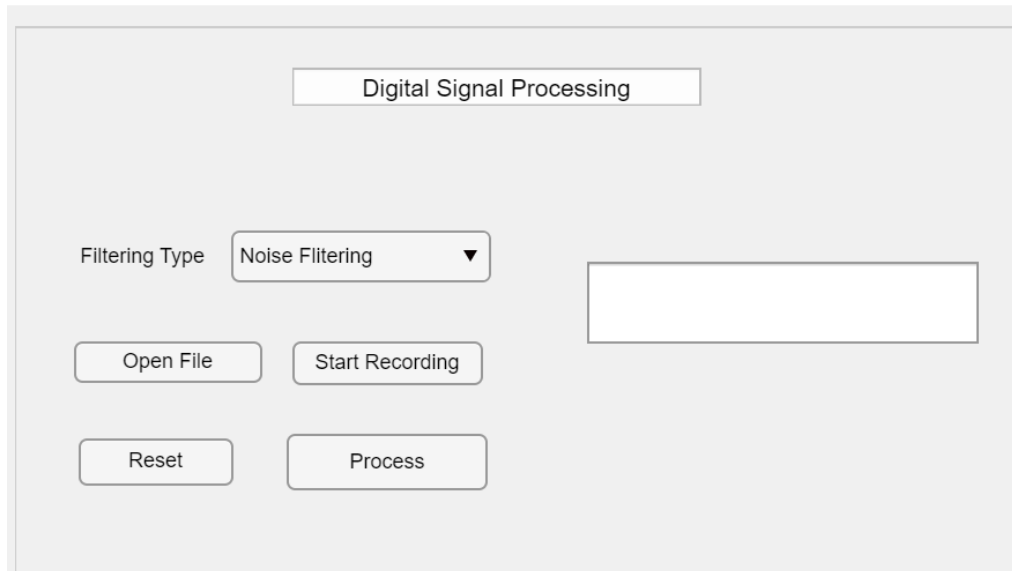 Digital Signal Processing
Filtering Type
Noise Flitering
Open File
Start Recording
Reset
Process